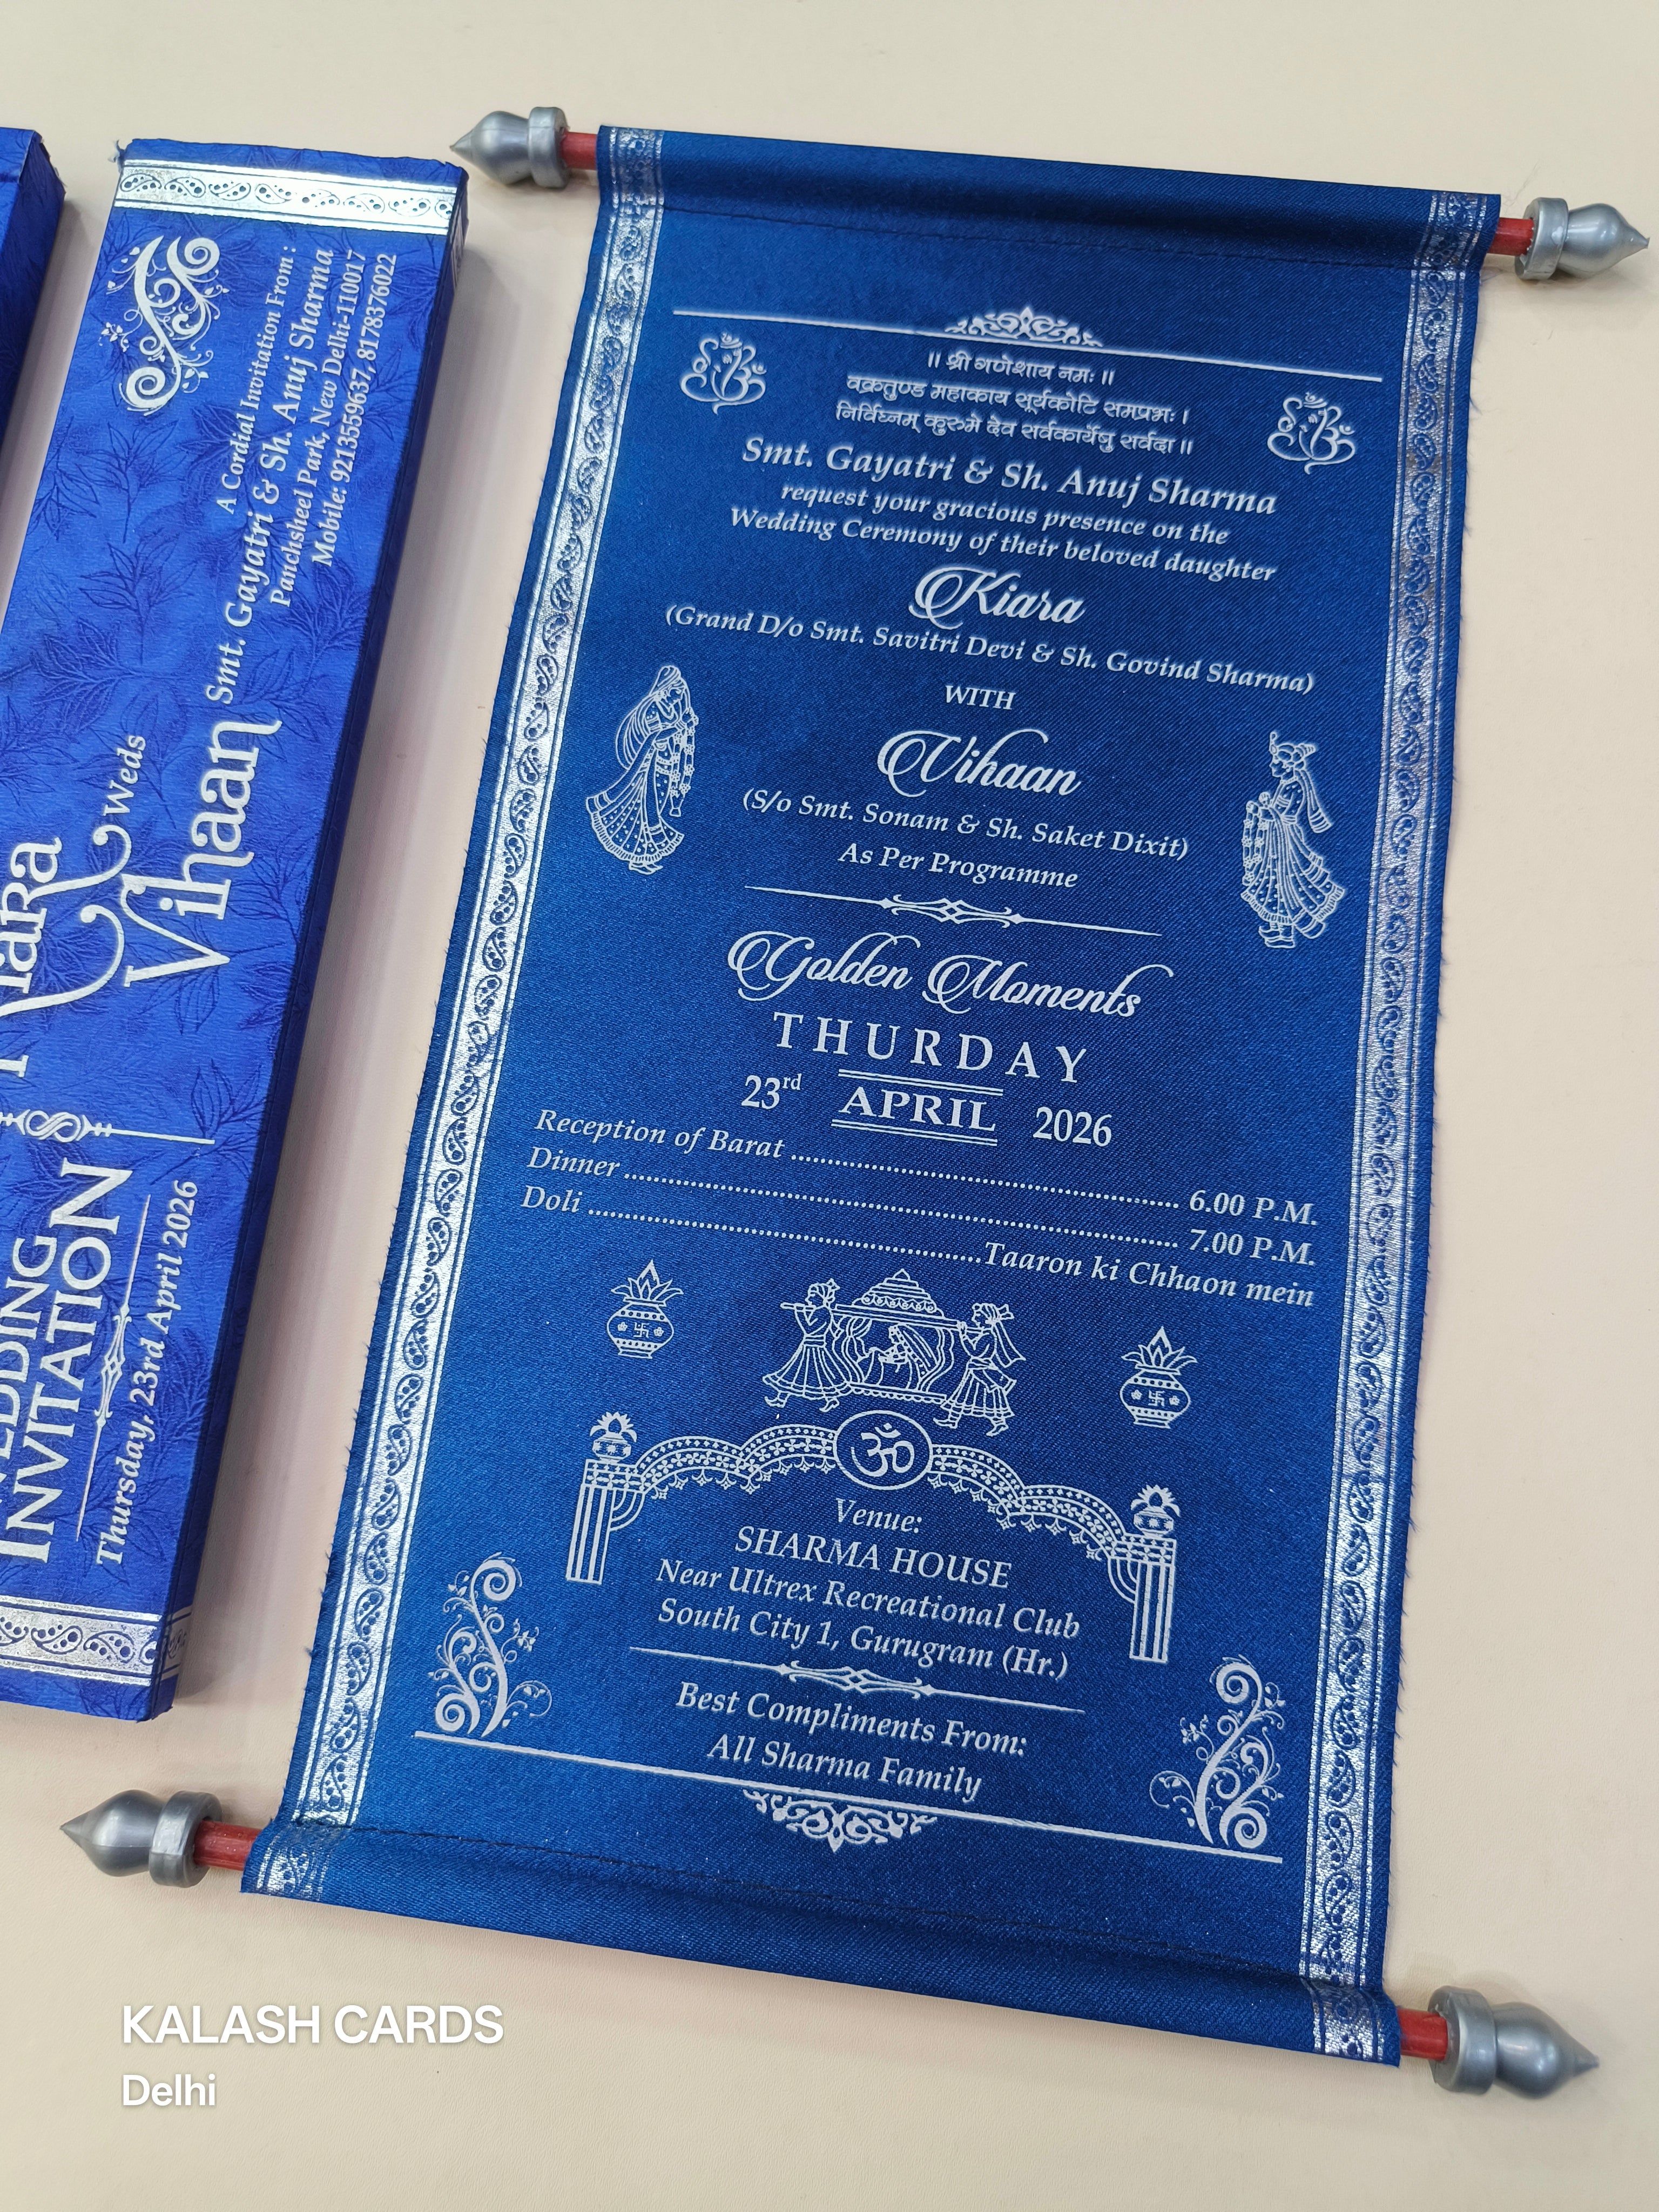 A Cordial Invitation From :
Smt. Gayatri & Sh. Anuj Sharma
Panchsheel Park, New Delhi-110017
Mobile: 9213559637, 8178376022
Weds
Vihaan
INVITATION
Thursday, 23rd April 2026
।। श्री गणेशाय नमः ।।
वक्रतुण्ड महाकाय सूर्यकोटि समप्रभः ।
निर्विघ्नम् कुरुमे देव सर्वकार्येषु सर्वदा ।।
Smt. Gayatri & Sh. Anuj Sharma
request your gracious presence on the
Wedding Ceremony of their beloved daughter
Kiara
(Grand D/o Smt. Savitri Devi & Sh. Govind Sharma)
WITH
Vihaan
(S/o Smt. Sonam & Sh. Saket Dixit)
As Per Programme
Golden Moments
THURDAY
23rd APRIL 2026
Reception of Barat ........................................................ 6.00 P.M.
Dinner ................................................................................ 7.00 P.M.
Doli .........................................................Taaron ki Chhaon mein
ॐ
Venue:
SHARMA HOUSE
Near Ultrex Recreational Club
South City 1, Gurugram (Hr.)
Best Compliments From:
All Sharma Family
KALASH CARDS
Delhi